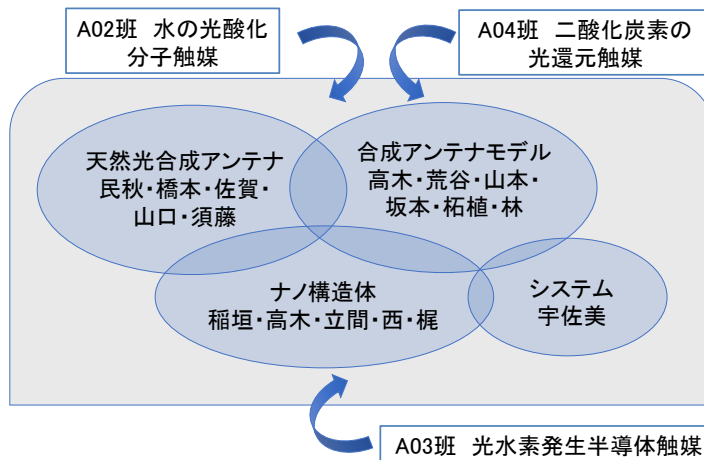 A02班 水の光酸化
分子触媒
A04班 二酸化炭素の
光還元触媒
天然光合成アンテナ
民秋・橋本・佐賀・
山口・須藤
合成アンテナモデル
高木・荒谷・山本・
坂本・柘植・林
ナノ構造体
稲垣・高木・立間・西・梶
システム
宇佐美
A03班 光水素発生半導体触媒